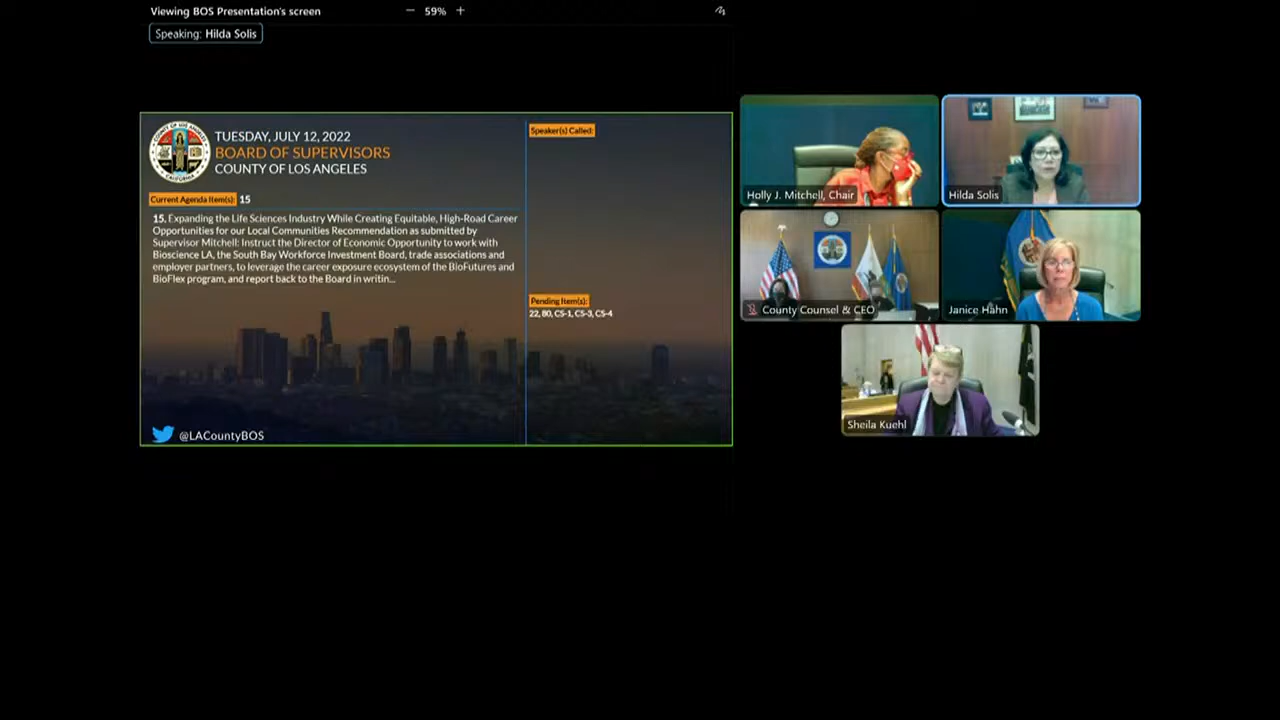 Viewing BOS Presentation's screen
59%
Speaking: Hilda Solis
TUESDAY, JULY 12, 2022
BOARD OF SUPERVISORS
COUNTY OF LOS ANGELES
Current Agenda Item(s): 15
15. Expanding the Life Sciences Industry While Creating Equitable, High-Road Career
Opportunities for our Local Communities Recommendation as submitted by
Supervisor Mitchell: Instruct the Director of Economic Opportunity to work with
Bioscience LA, the South Bay Workforce Investment Board, trade associations and
employer partners, to leverage the career exposure ecosystem of the BioFutures and
BioFlex program, and report back to the Board in writin...
@LACountyBOS
Speaker(s) Called:
Pending Item(s):
22, 80, CS-1, CS-3, CS-4
Holly J. Mitchell, Chair
Hilda Solis
County Counsel & CEO
Janice Hahn
Sheila Kuehl